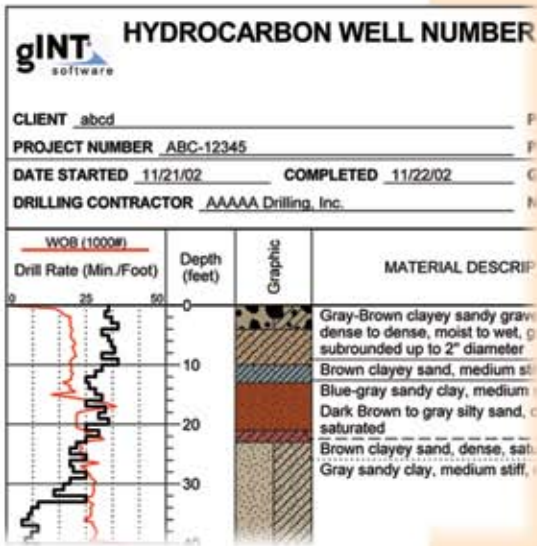 gINT software
HYDROCARBON WELL NUMBER
CLIENT abcd
PROJECT NUMBER ABC-12345
DATE STARTED 11/21/02 COMPLETED 11/22/02
DRILLING CONTRACTOR AAAAA Drilling, Inc.
WOB (1000#)
Drill Rate (Min./Foot)
0 25 50
Depth (feet)
Graphic
MATERIAL DESCRIP
0
10
20
30
40
Gray-Brown clayey sandy grave
dense to dense, moist to wet, g
subrounded up to 2" diameter
Brown clayey sand, medium sti
Blue-gray sandy clay, medium
Dark Brown to gray silty sand,
saturated
Brown clayey sand, dense, satu
Gray sandy clay, medium stiff,